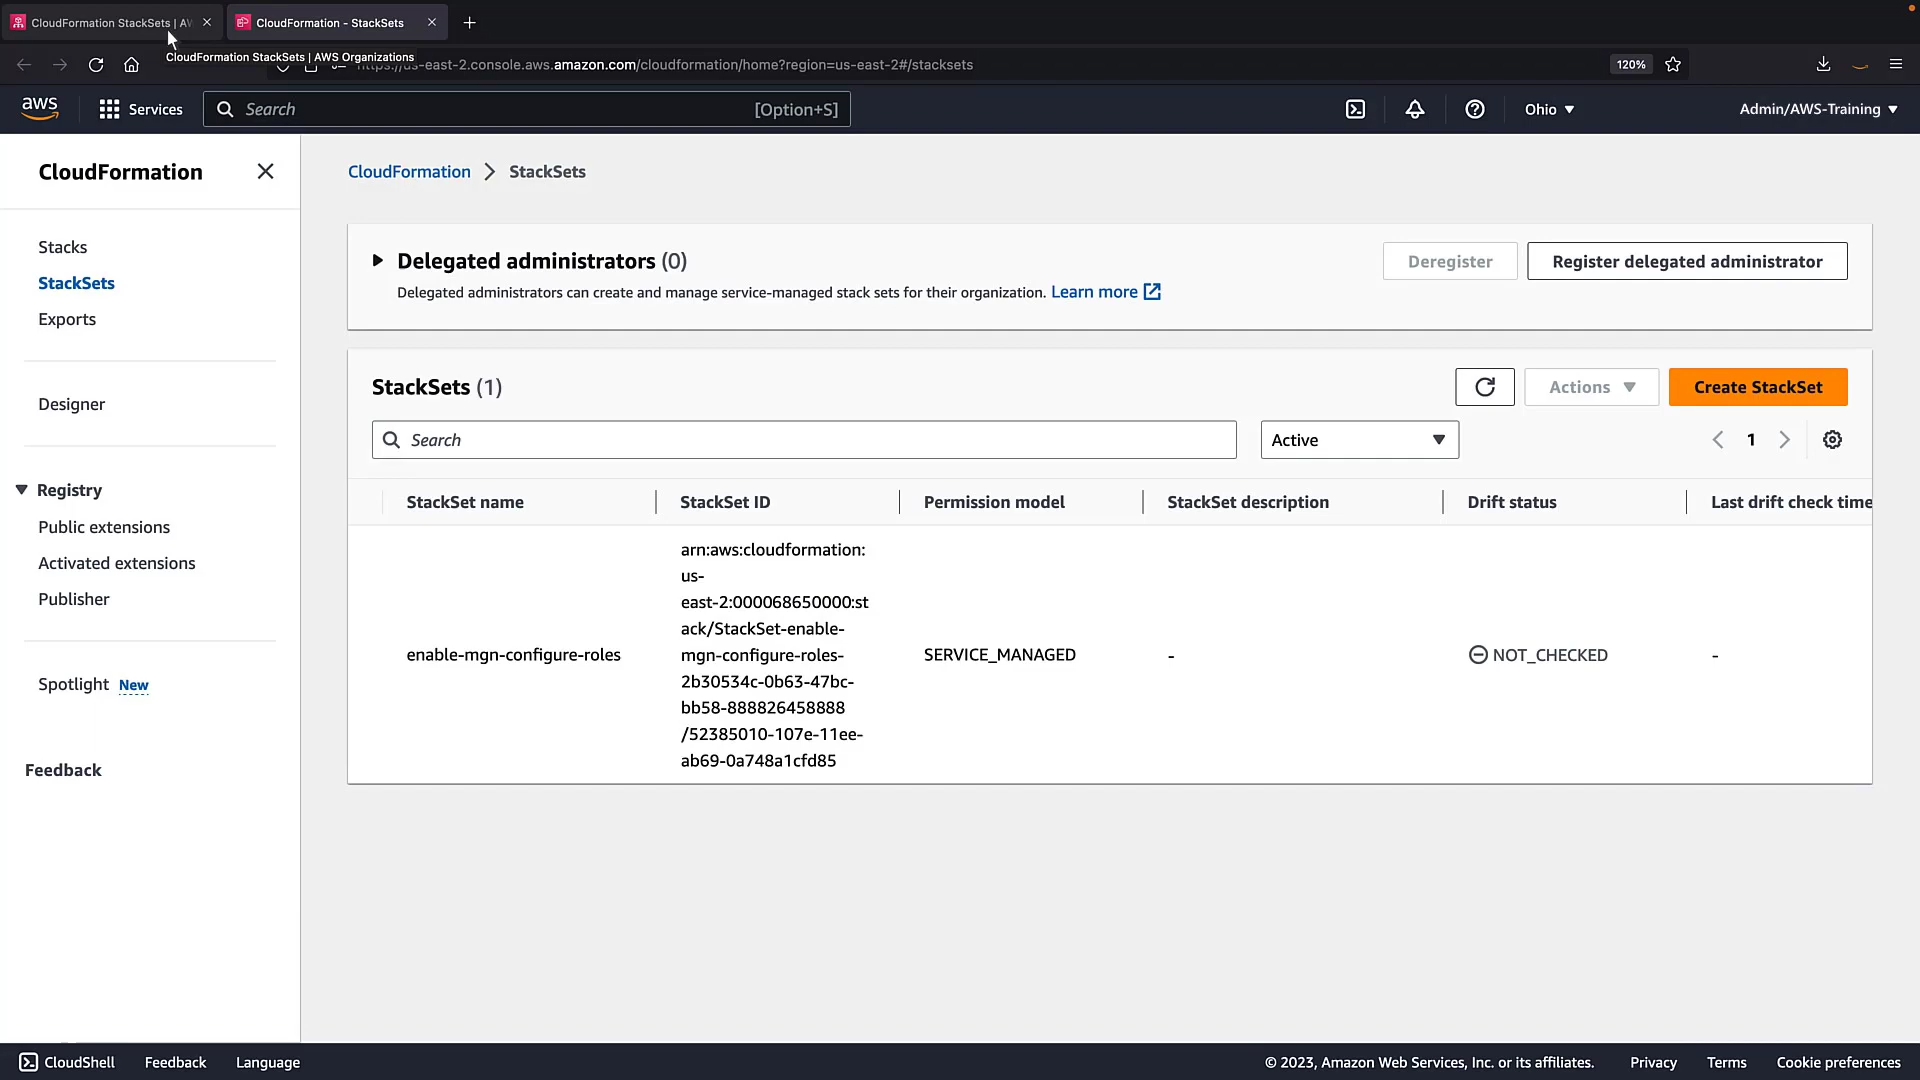 CloudFormation StackSets | AW
CloudFormation - StackSets
CloudFormation StackSets | AWS Organizations
https://us-east-2.console.aws.amazon.com/cloudformation/home?region=us-east-2#/stacksets
120%
aws
Services
Search
[Option+S]
Ohio
Admin/AWS-Training
CloudFormation
Stacks
StackSets
Exports
Designer
Registry
Public extensions
Activated extensions
Publisher
Spotlight New
Feedback
CloudFormation > StackSets
Delegated administrators (0)
Delegated administrators can create and manage service-managed stack sets for their organization. Learn more
Deregister
Register delegated administrator
StackSets (1)
Actions
Create StackSet
Search
Active
1
StackSet name
StackSet ID
Permission model
StackSet description
Drift status
Last drift check time
enable-mgn-configure-roles
arn:aws:cloudformation:
us-
east-2:000068650000:st
ack/StackSet-enable-
mgn-configure-roles-
2b30534c-0b63-47bc-
bb58-888826458888
/52385010-107e-11ee-
ab69-0a748a1cfd85
SERVICE_MANAGED
-
NOT_CHECKED
-
CloudShell
Feedback
Language
© 2023, Amazon Web Services, Inc. or its affiliates.
Privacy
Terms
Cookie preferences